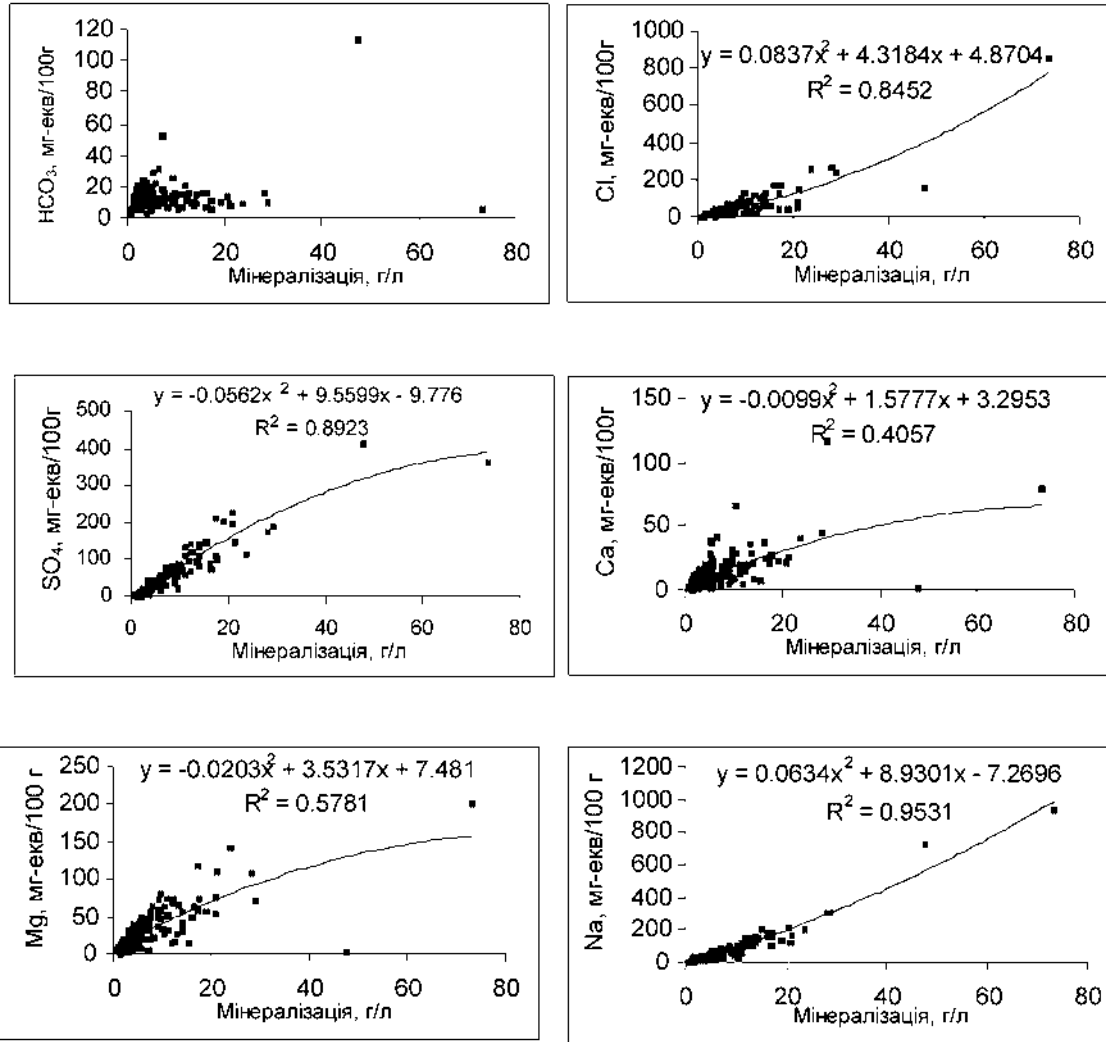 120
100
80
60
40
20
0
HCO₃, мг-екв/100г
0 20 40 60 80
Мінералізація, г/л
1000
800
600
400
200
0
Cl, мг-екв/100г
y = 0.0837x² + 4.3184x + 4.8704
R² = 0.8452
0 20 40 60 80
Мінералізація, г/л
y = -0.0562x² + 9.5599x - 9.776
R² = 0.8923
500
400
300
200
100
0
SO₄, мг-екв/100г
0 20 40 60 80
Мінералізація, г/л
150
100
50
0
Ca, мг-екв/100г
y = -0.0099x² + 1.5777x + 3.2953
R² = 0.4057
0 20 40 60 80
Мінералізація, г/л
250
200
150
100
50
0
Mg, мг-екв/100 г
y = -0.0203x² + 3.5317x + 7.481
R² = 0.5781
0 20 40 60 80
Мінералізація, г/л
1200
1000
800
600
400
200
0
Na, мг-екв/100 г
y = 0.0634x² + 8.9301x - 7.2696
R² = 0.9531
0 20 40 60 80
Мінералізація, г/л